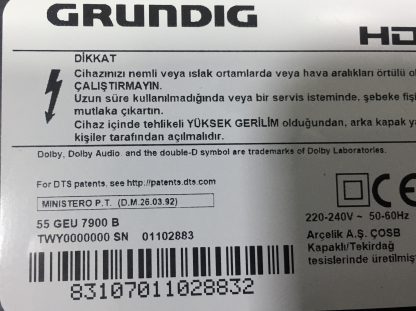 GRUNDIG
HD
DİKKAT
Cihazınızı nemli veya ıslak ortamlarda veya hava aralıkları örtülü
ÇALIŞTIRMAYIN.
Uzun süre kullanılmadığında veya bir servis isteminde, şebeke
mutlaka çıkartın.
Cihaz içinde tehlikeli YÜKSEK GERİLİM olduğundan, arka kapak
kişiler tarafından açılmalıdır.
Dolby, Dolby Audio, and the double-D symbol are trademarks of Dolby Laboratories.
For DTS patents, see http://patents.dts.com
MINISTERO P.T. (D.M.26.03.92)
55 GEU 7900 B
TWY0000000 SN 01102883
83107011028832
CE
220-240V ~ 50-60Hz
Arçelik A.Ş. ÇOSB
Kapaklı/Tekirdağ
tesislerinde